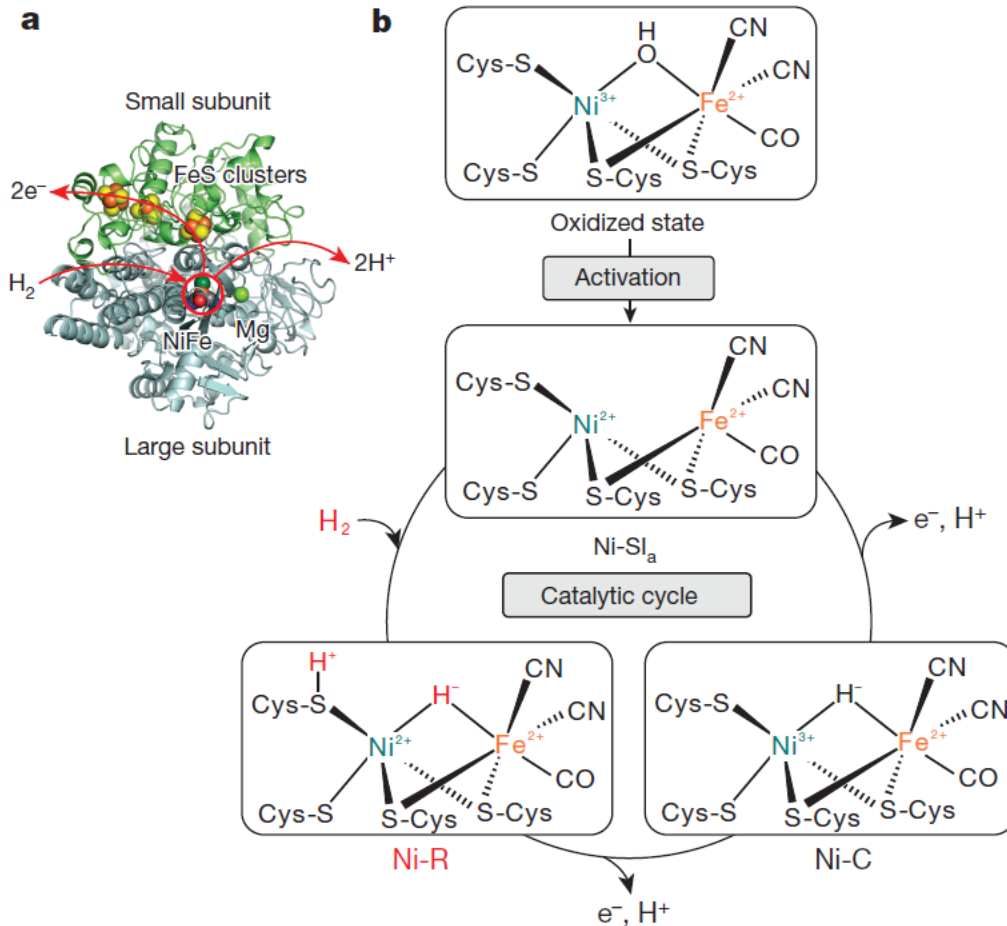 a
Small subunit
FeS clusters
2e⁻
2H⁺
H₂
NiFe
Mg
Large subunit
b
H
O
CN
CN
CO
Cys-S
Ni³⁺
Fe²⁺
Cys-S
S-Cys
S-Cys
Oxidized state
Activation
CN
CN
CO
Cys-S
Ni²⁺
Fe²⁺
Cys-S
S-Cys
S-Cys
Ni-SIₐ
H₂
e⁻, H⁺
Catalytic cycle
H⁺
Cys-S
H⁻
CN
CN
CO
Ni²⁺
Fe²⁺
Cys-S
S-Cys
S-Cys
Ni-R
Cys-S
H⁻
CN
CN
CO
Ni³⁺
Fe²⁺
Cys-S
S-Cys
S-Cys
Ni-C
e⁻, H⁺